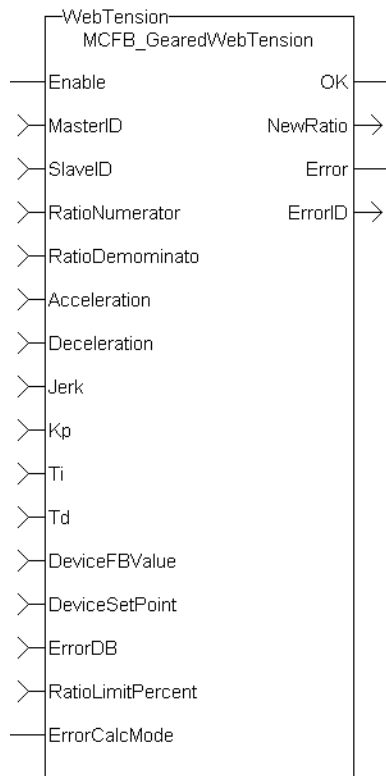 WebTension
MCFB_GearedWebTension
Enable OK
MasterID NewRatio
SlaveID Error
RatioNumerator ErrorID
RatioDemominato
Acceleration
Deceleration
Jerk
Kp
Ti
Td
DeviceFBValue
DeviceSetPoint
ErrorDB
RatioLimitPercent
ErrorCalcMode